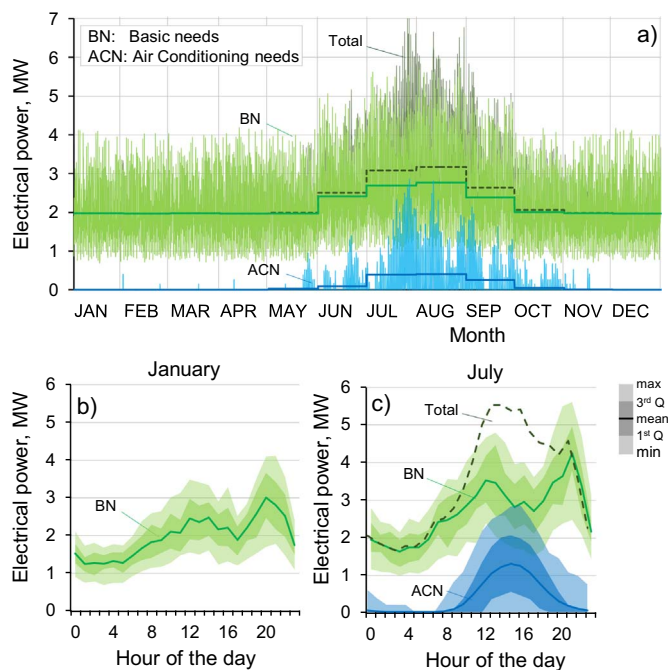 7
6
5
4
3
2
1
0
Electrical power, MW
BN: Basic needs
ACN: Air Conditioning needs
Total
a)
BN
ACN
JAN FEB MAR APR MAY JUN JUL AUG SEP OCT NOV DEC
Month
January
b)
6
5
4
3
2
1
0
Electrical power, MW
BN
0 4 8 12 16 20
Hour of the day
July
c)
6
5
4
3
2
1
0
Electrical power, MW
Total
BN
ACN
0 4 8 12 16 20
Hour of the day
max
3rd Q
mean
1st Q
min